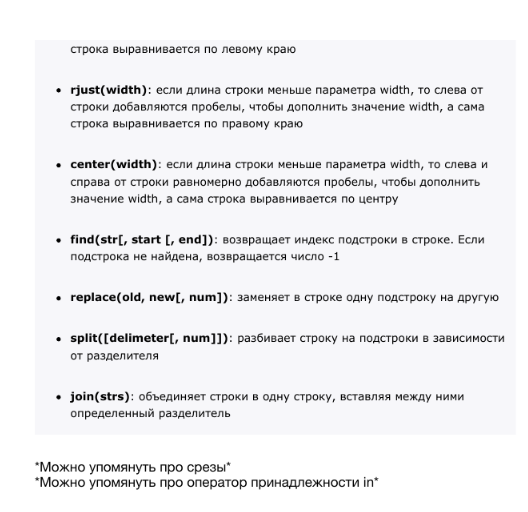 строка выравнивается по левому краю
• rjust(width): если длина строки меньше параметра width, то слева от
строки добавляются пробелы, чтобы дополнить значение width, а сама
строка выравнивается по правому краю
• center(width): если длина строки меньше параметра width, то слева и
справа от строки равномерно добавляются пробелы, чтобы дополнить
значение width, а сама строка выравнивается по центру
• find(str[, start [, end]): возвращает индекс подстроки в строке. Если
подстрока не найдена, возвращается число -1
• replace(old, new[, num]): заменяет в строке одну подстроку на другую
• split([delimeter[, num]]): разбивает строку на подстроки в зависимости
от разделителя
• join(strs): объединяет строки в одну строку, вставляя между ними
определенный разделитель
*Можно упомянуть про срезы*
*Можно упомянуть про оператор принадлежности in*